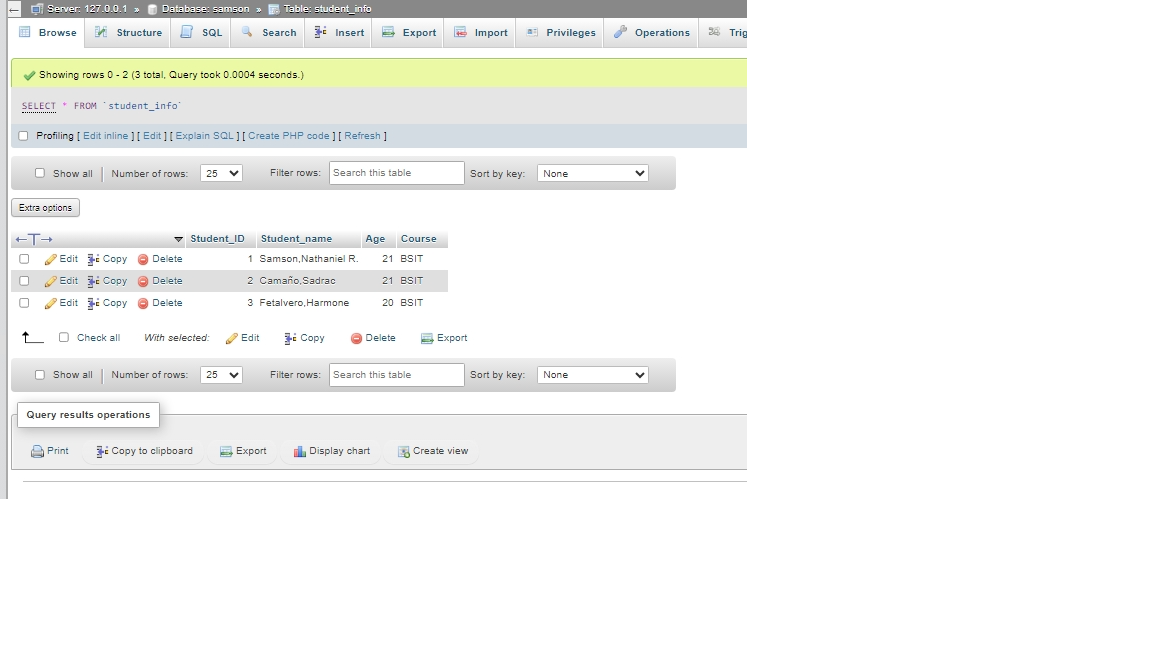 Server: 127.0.0.1 » Database: samson » Table: student_info
Browse Structure SQL Search Insert Export Import Privileges Operations Trig
Showing rows 0 - 2 (3 total, Query took 0.0004 seconds.)
SELECT * FROM `student_info`
Profiling [ Edit inline ] [ Edit ] [ Explain SQL ] [ Create PHP code ] [ Refresh ]
Show all Number of rows: 25 Filter rows: Search this table Sort by key: None
Extra options
←T→ Student_ID Student_name Age Course
Edit Copy Delete 1 Samson,Nathaniel R. 21 BSIT
Edit Copy Delete 2 Camaño,Sadrac 21 BSIT
Edit Copy Delete 3 Fetalvero,Harmone 20 BSIT
Check all With selected: Edit Copy Delete Export
Show all Number of rows: 25 Filter rows: Search this table Sort by key: None
Query results operations
Print Copy to clipboard Export Display chart Create view